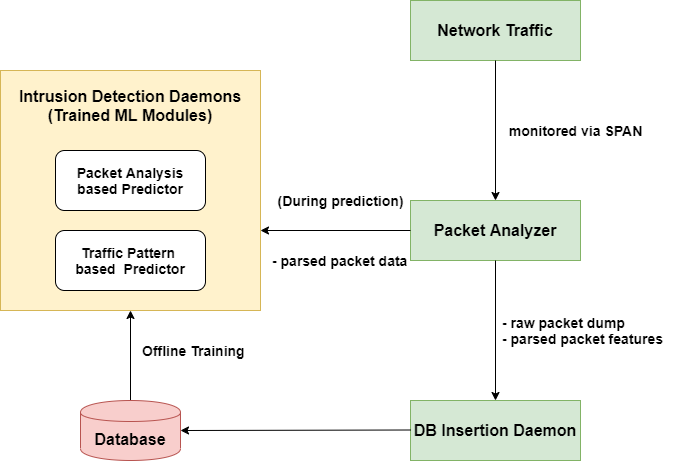 Network Traffic
monitored via SPAN
Intrusion Detection Daemons
(Trained ML Modules)
Packet Analysis
based Predictor
Traffic Pattern
based  Predictor
(During prediction)
- parsed packet data
Packet Analyzer
- raw packet dump
- parsed packet features
Offline Training
Database
DB Insertion Daemon